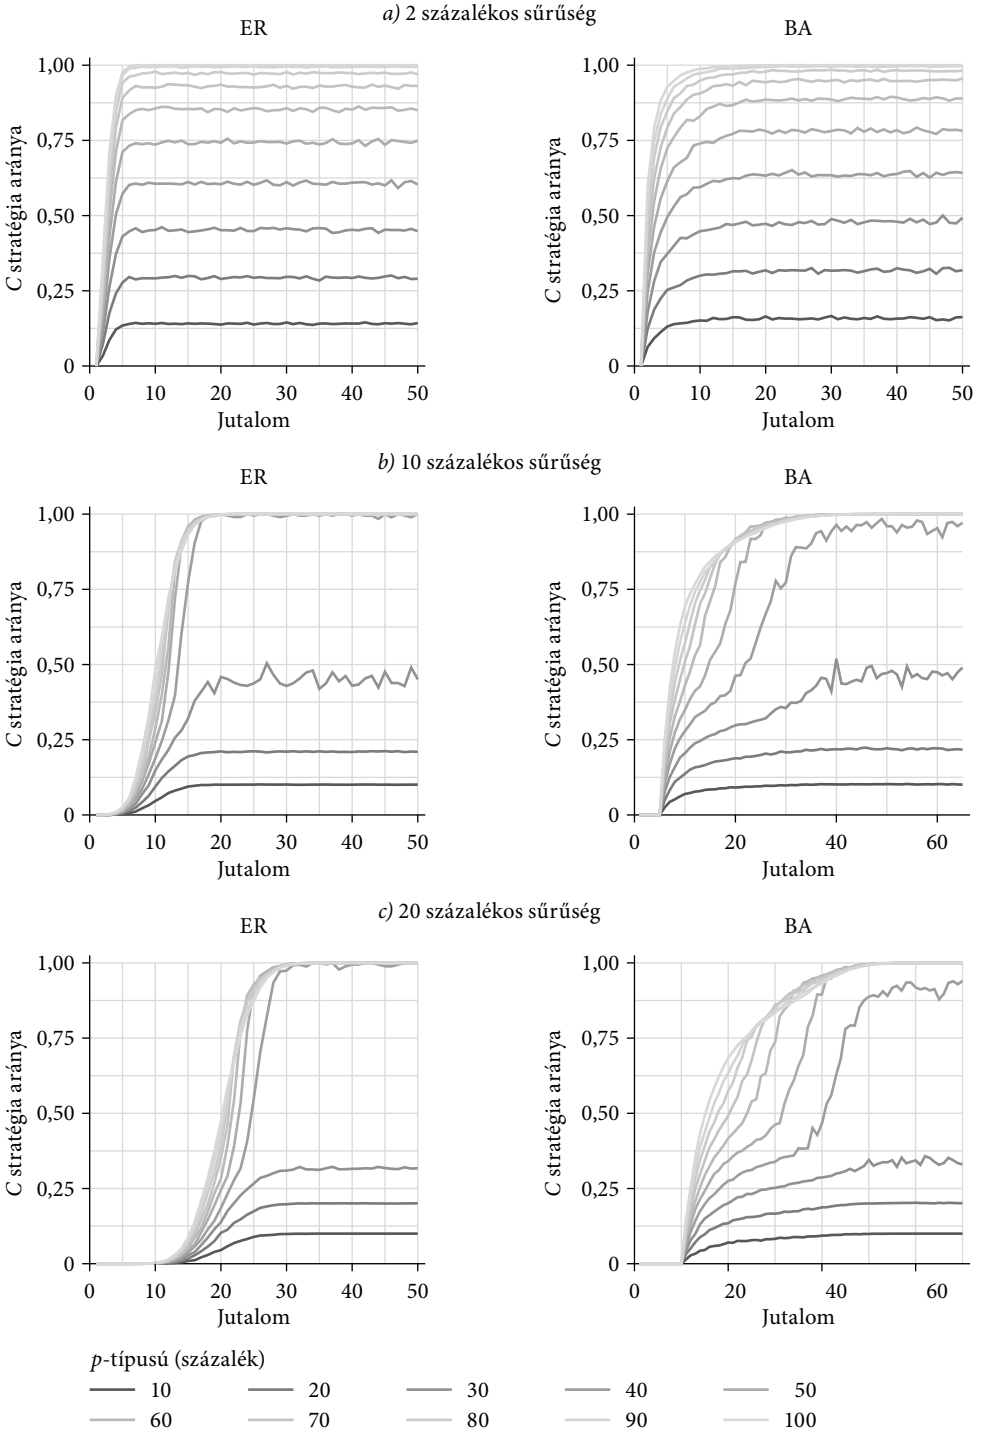 a) 2 százalékos sűrűség
ER
BA
C stratégia aránya
1,00
0,75
0,50
0,25
0
0 10 20 30 40 50
Jutalom
C stratégia aránya
1,00
0,75
0,50
0,25
0
0 10 20 30 40 50
Jutalom
b) 10 százalékos sűrűség
ER
BA
C stratégia aránya
1,00
0,75
0,50
0,25
0
0 10 20 30 40 50
Jutalom
C stratégia aránya
1,00
0,75
0,50
0,25
0
0 20 40 60
Jutalom
c) 20 százalékos sűrűség
ER
BA
C stratégia aránya
1,00
0,75
0,50
0,25
0
0 10 20 30 40 50
Jutalom
C stratégia aránya
1,00
0,75
0,50
0,25
0
0 20 40 60
Jutalom
p-típusú (százalék)
10 20 30 40 50
60 70 80 90 100